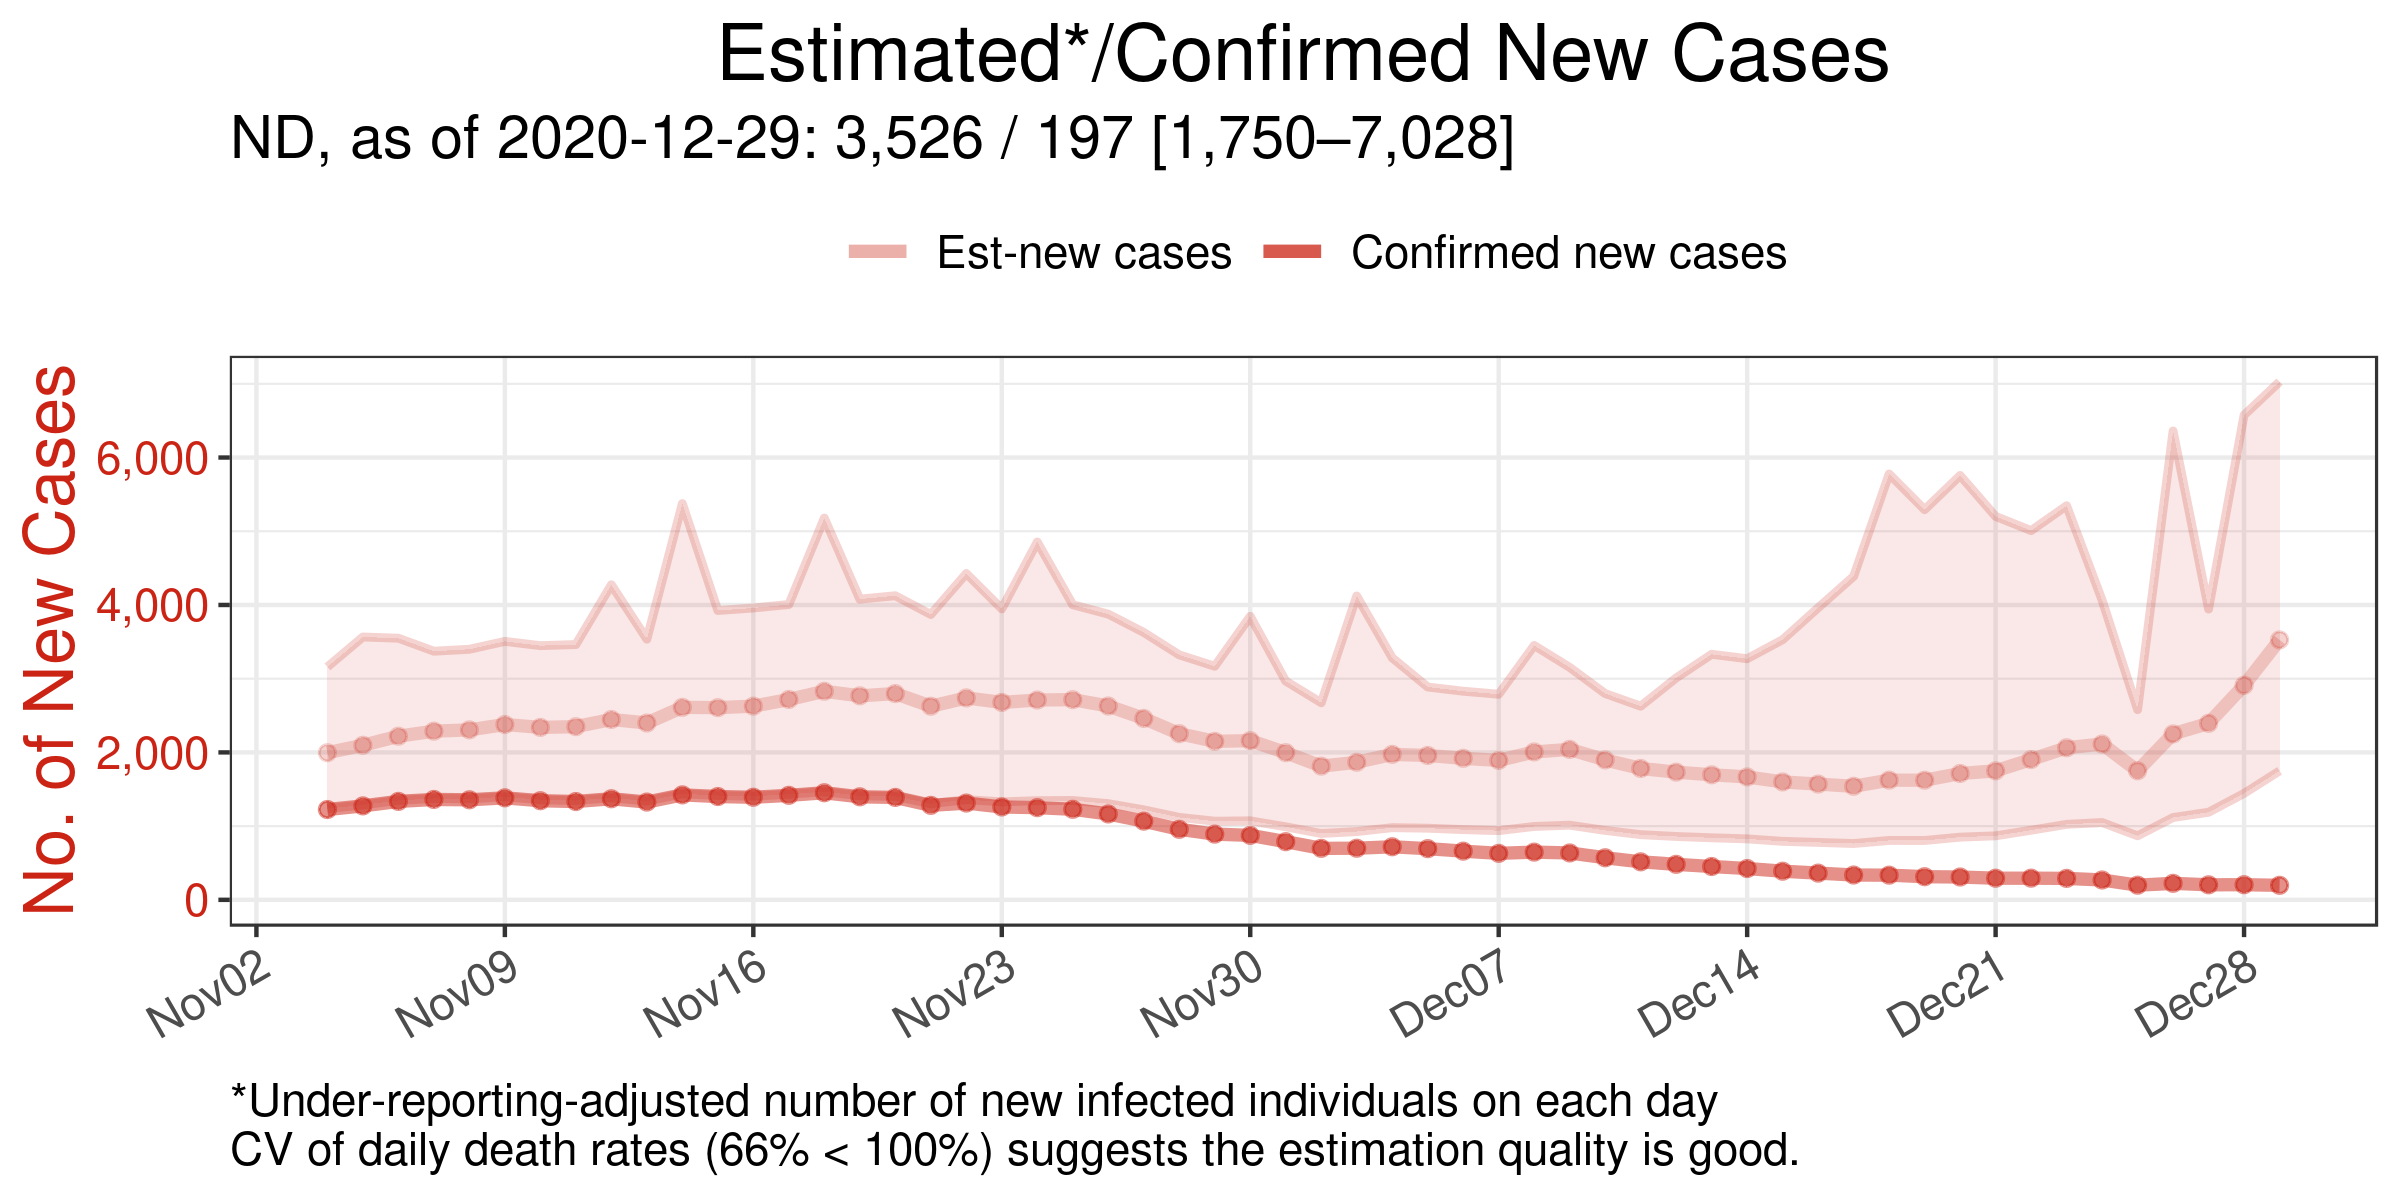 Estimated*/Confirmed New Cases
ND, as of 2020-12-29: 3,526 / 197 [1,750–7,028]
Est-new cases
Confirmed new cases
No. of New Cases
6,000
4,000
2,000
0
Nov02
Nov09
Nov16
Nov23
Nov30
Dec07
Dec14
Dec21
Dec28
*Under-reporting-adjusted number of new infected individuals on each day
CV of daily death rates (66% < 100%) suggests the estimation quality is good.